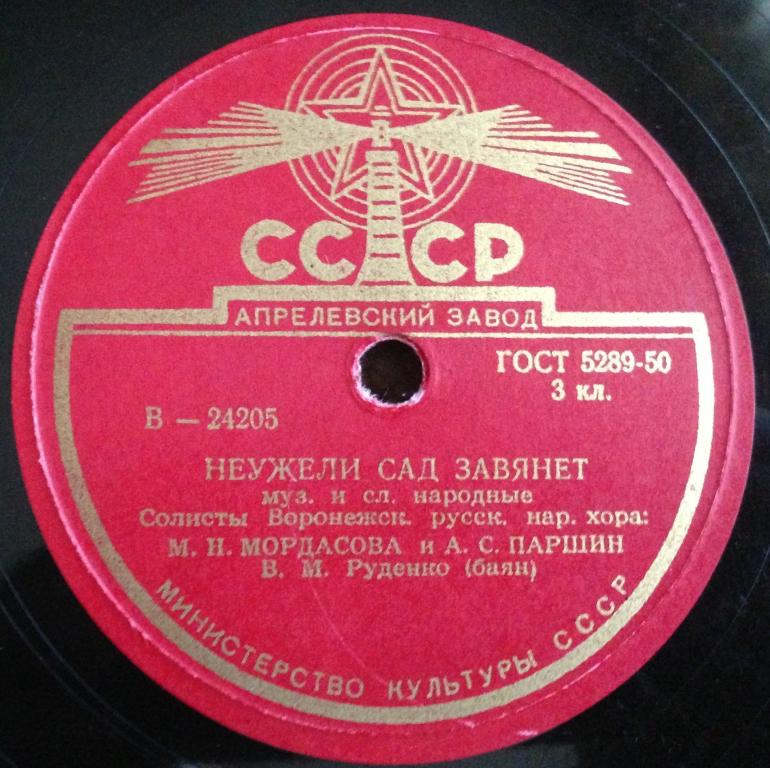 СССР
АПРЕЛЕВСКИЙ ЗАВОД
ГОСТ 5289-50
3 кл.
В — 24205
НЕУЖЕЛИ САД ЗАВЯНЕТ
муз. и сл. народные
Солисты Воронежск. русск. нар. хора:
М. Н. МОРДАСОВА и А. С. ПАРШИН
В. М. Руденко (баян)
МИНИСТЕРСТВО КУЛЬТУРЫ СССР